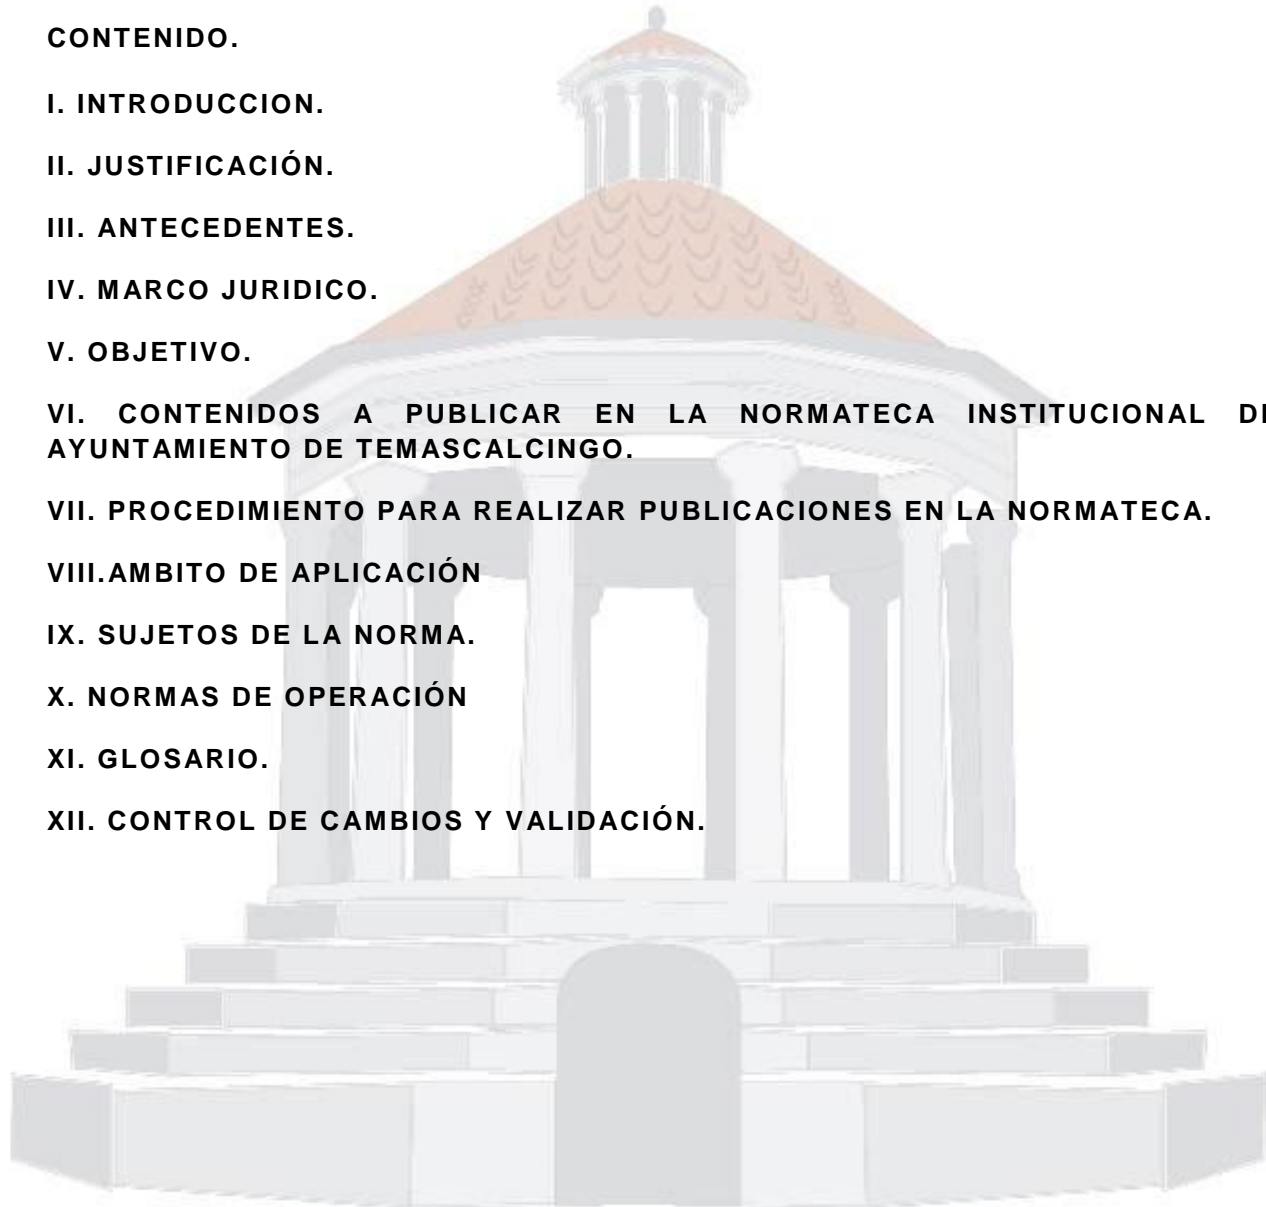 CONTENIDO.
I. INTRODUCCION.
II. JUSTIFICACIÓN.
III. ANTECEDENTES.
IV. MARCO JURIDICO.
V. OBJETIVO.
VI. CONTENIDOS A PUBLICAR EN LA NORMATECA INSTITUCIONAL
AYUNTAMIENTO DE TEMASCALCINGO.
VII. PROCEDIMIENTO PARA REALIZAR PUBLICACIONES EN LA NORMATECA.
VIII.AMBITO DE APLICACIÓN
IX. SUJETOS DE LA NORMA.
X. NORMAS DE OPERACIÓN
XI. GLOSARIO.
XII. CONTROL DE CAMBIOS Y VALIDACIÓN.